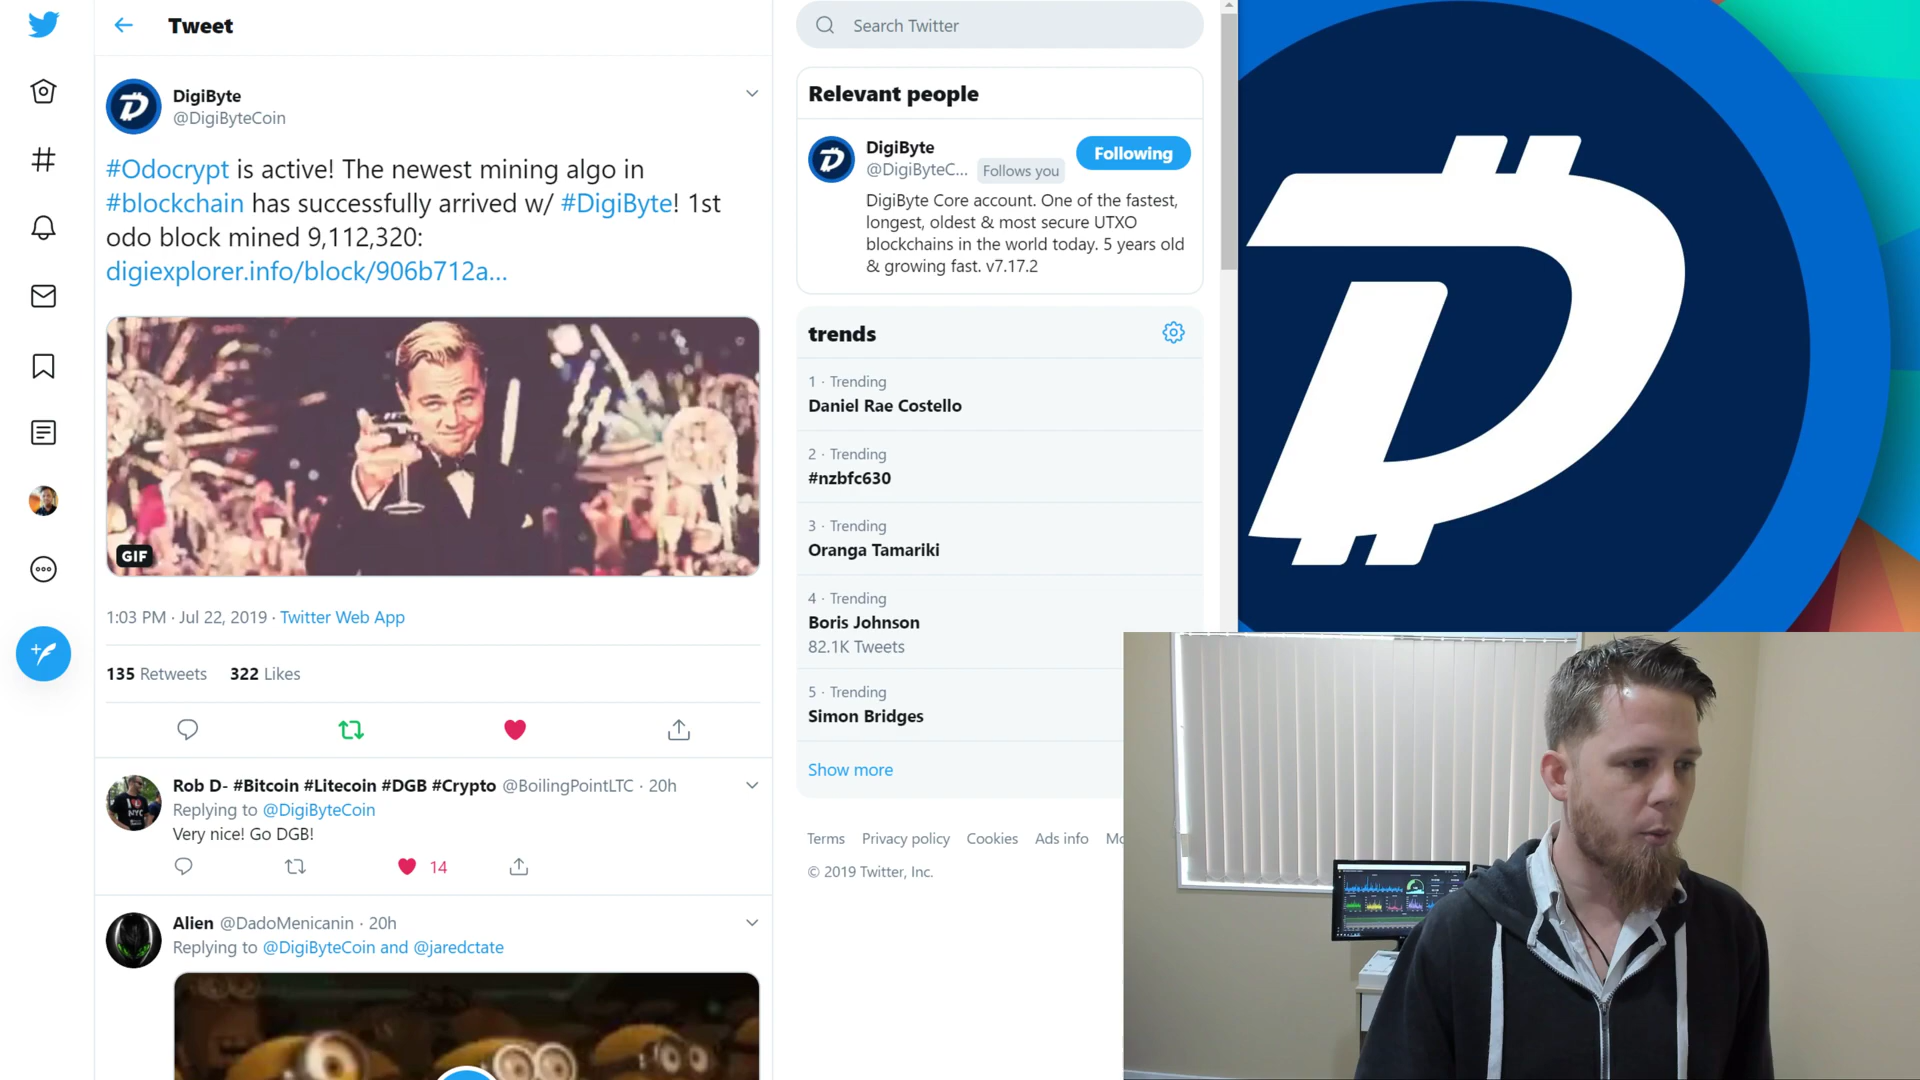 Tweet
DigiByte
@DigiByteCoin
#Odocrypt is active! The newest mining algo in
#blockchain has successfully arrived w/ #DigiByte! 1st
odo block mined 9,112,320:
digiexplorer.info/block/906b712a...
GIF
1:03 PM · Jul 22, 2019 · Twitter Web App
135 Retweets 322 Likes
Rob D- #Bitcoin #Litecoin #DGB #Crypto @BoilingPointLTC · 20h
Replying to @DigiByteCoin
Very nice! Go DGB!
14
Alien @DadoMenicanin · 20h
Replying to @DigiByteCoin and @jaredctate
Search Twitter
Relevant people
DigiByte
@DigiByteC... Follows you
Following
DigiByte Core account. One of the fastest,
longest, oldest & most secure UTXO
blockchains in the world today. 5 years old
& growing fast. v7.17.2
trends
1 · Trending
Daniel Rae Costello
2 · Trending
#nzbfc630
3 · Trending
Oranga Tamariki
4 · Trending
Boris Johnson
82.1K Tweets
5 · Trending
Simon Bridges
Show more
Terms Privacy policy Cookies Ads info
© 2019 Twitter, Inc.